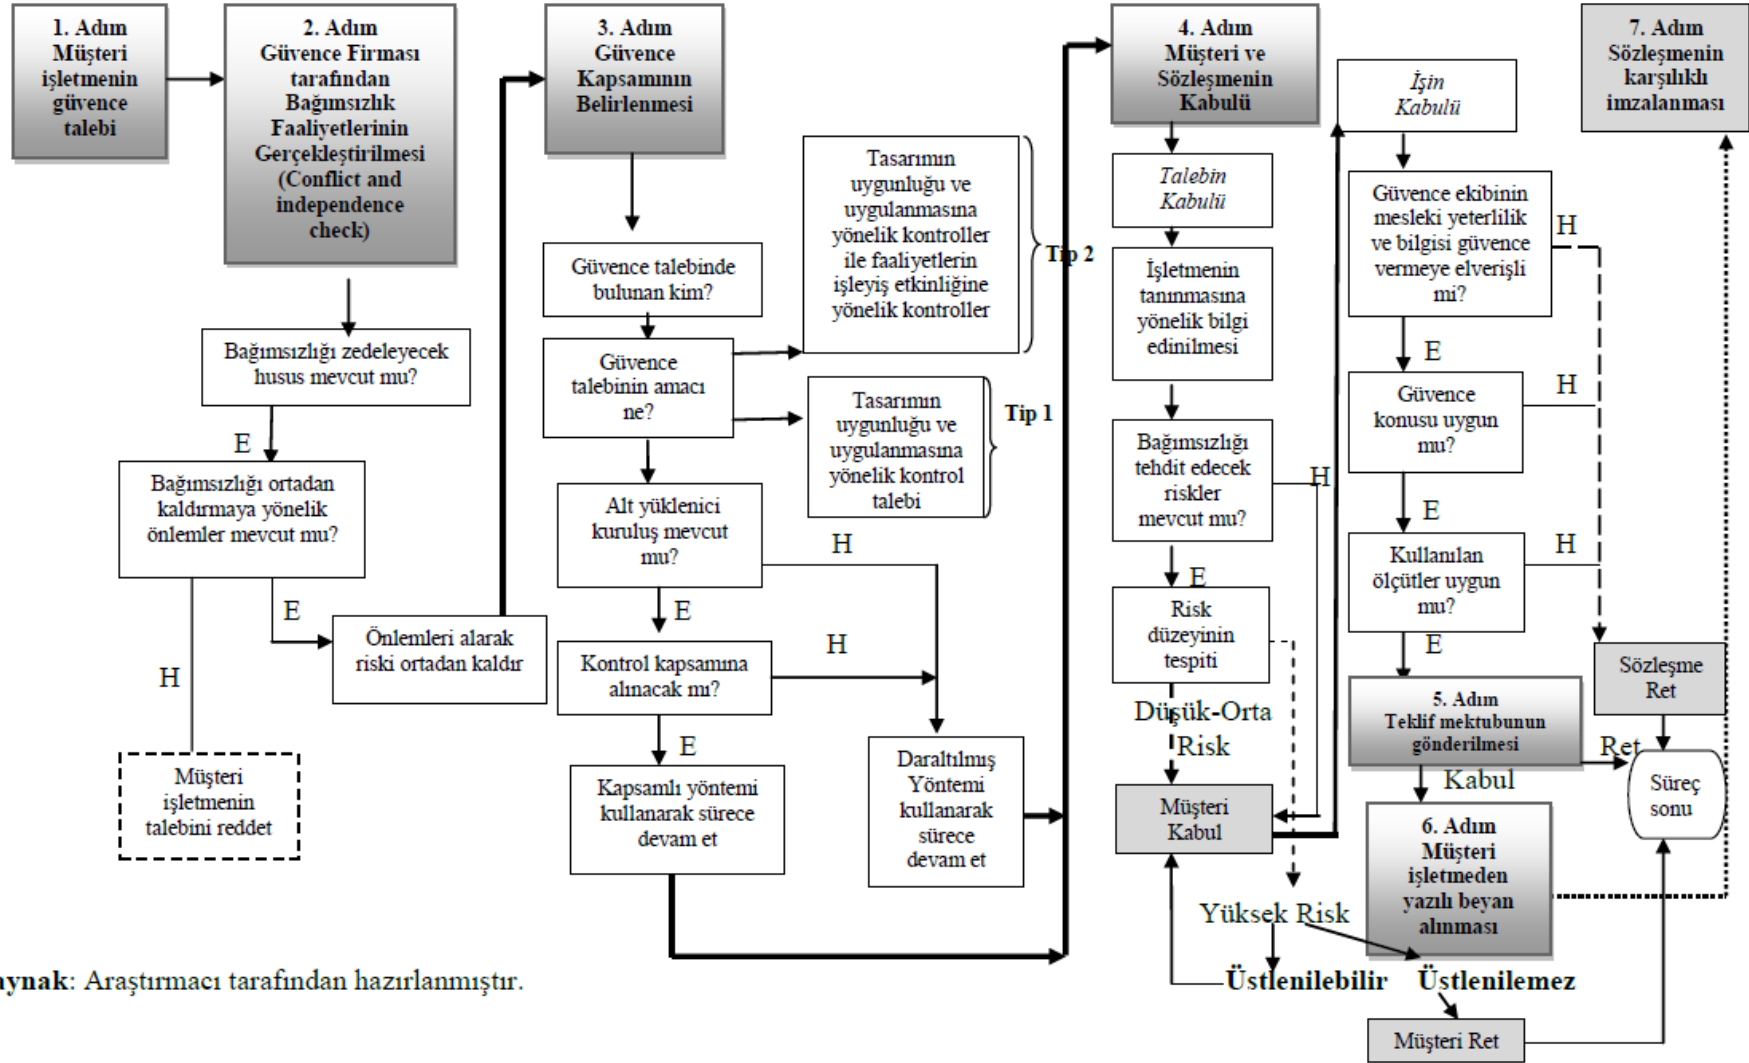 1. Adım
Müşteri
işletmenin
güvence
talebi
2. Adım
Güvence Firması
tarafından
Bağımsızlık
Faaliyetlerinin
Gerçekleştirilmesi
(Conflict and
independence
check)
Bağımsızlığı zedeleyecek
husus mevcut mu?
E
Bağımsızlığı ortadan
kaldırmaya yönelik
önlemler mevcut mu?
H
E
Önlemleri alarak
riski ortadan kaldır
Müşteri
işletmenin
talebini reddet
3. Adım
Güvence
Kapsamının
Belirlenmesi
Güvence talebinde
bulunan kim?
Güvence
talebinin amacı
ne?
Tasarımın
uygunluğu ve
uygulanmasına
yönelik kontroller
ile faaliyetlerin
işleyiş etkinliğine
yönelik kontroller
Tip 2
Tasarımın
uygunluğu ve
uygulanmasına
yönelik kontrol
talebi
Tip 1
Alt yüklenici
kuruluş mevcut
mu?
H
E
Kontrol kapsamına
alınacak mı?
H
E
Kapsamlı yöntemi
kullanarak sürece
devam et
Daraltılmış
Yöntemi
kullanarak
sürece
devam et
4. Adım
Müşteri ve
Sözleşmenin
Kabulü
Talebin
Kabulü
İşletmenin
tanınmasına
yönelik bilgi
edinilmesi
Bağımsızlığı
tehdit edecek
riskler
mevcut mu?
H
E
Risk
düzeyinin
tespiti
Düşük-Orta
Risk
Müşteri
Kabul
Yüksek Risk
Üstlenilebilir
Üstlenilemez
Müşteri Ret
İşin
Kabulü
Güvence ekibinin
mesleki yeterlilik
ve bilgisi güvence
vermeye elverişli
mi?
H
E
Güvence
konusu uygun
mu?
H
E
Kullanılan
ölçütler uygun
mu?
H
E
Sözleşme
Ret
5. Adım
Teklif mektubunun
gönderilmesi
Ret
Kabul
Süreç
sonu
6. Adım
Müşteri
işletmeden
yazılı beyan
alınması
7. Adım
Sözleşmenin
karşılıklı
imzalanması
aynak: Araştırmacı tarafından hazırlanmıştır.